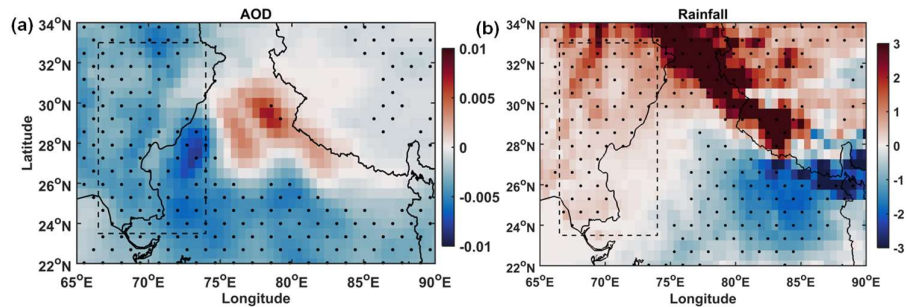 (a) AOD
34°N
32°N
30°N
28°N
26°N
24°N
22°N
Latitude
65°E 70°E 75°E 80°E 85°E 90°E
Longitude
0.01
0.005
0
-0.005
-0.01
(b) Rainfall
34°N
32°N
30°N
28°N
26°N
24°N
22°N
65°E 70°E 75°E 80°E 85°E 90°E
Longitude
3
2
1
0
-1
-2
-3